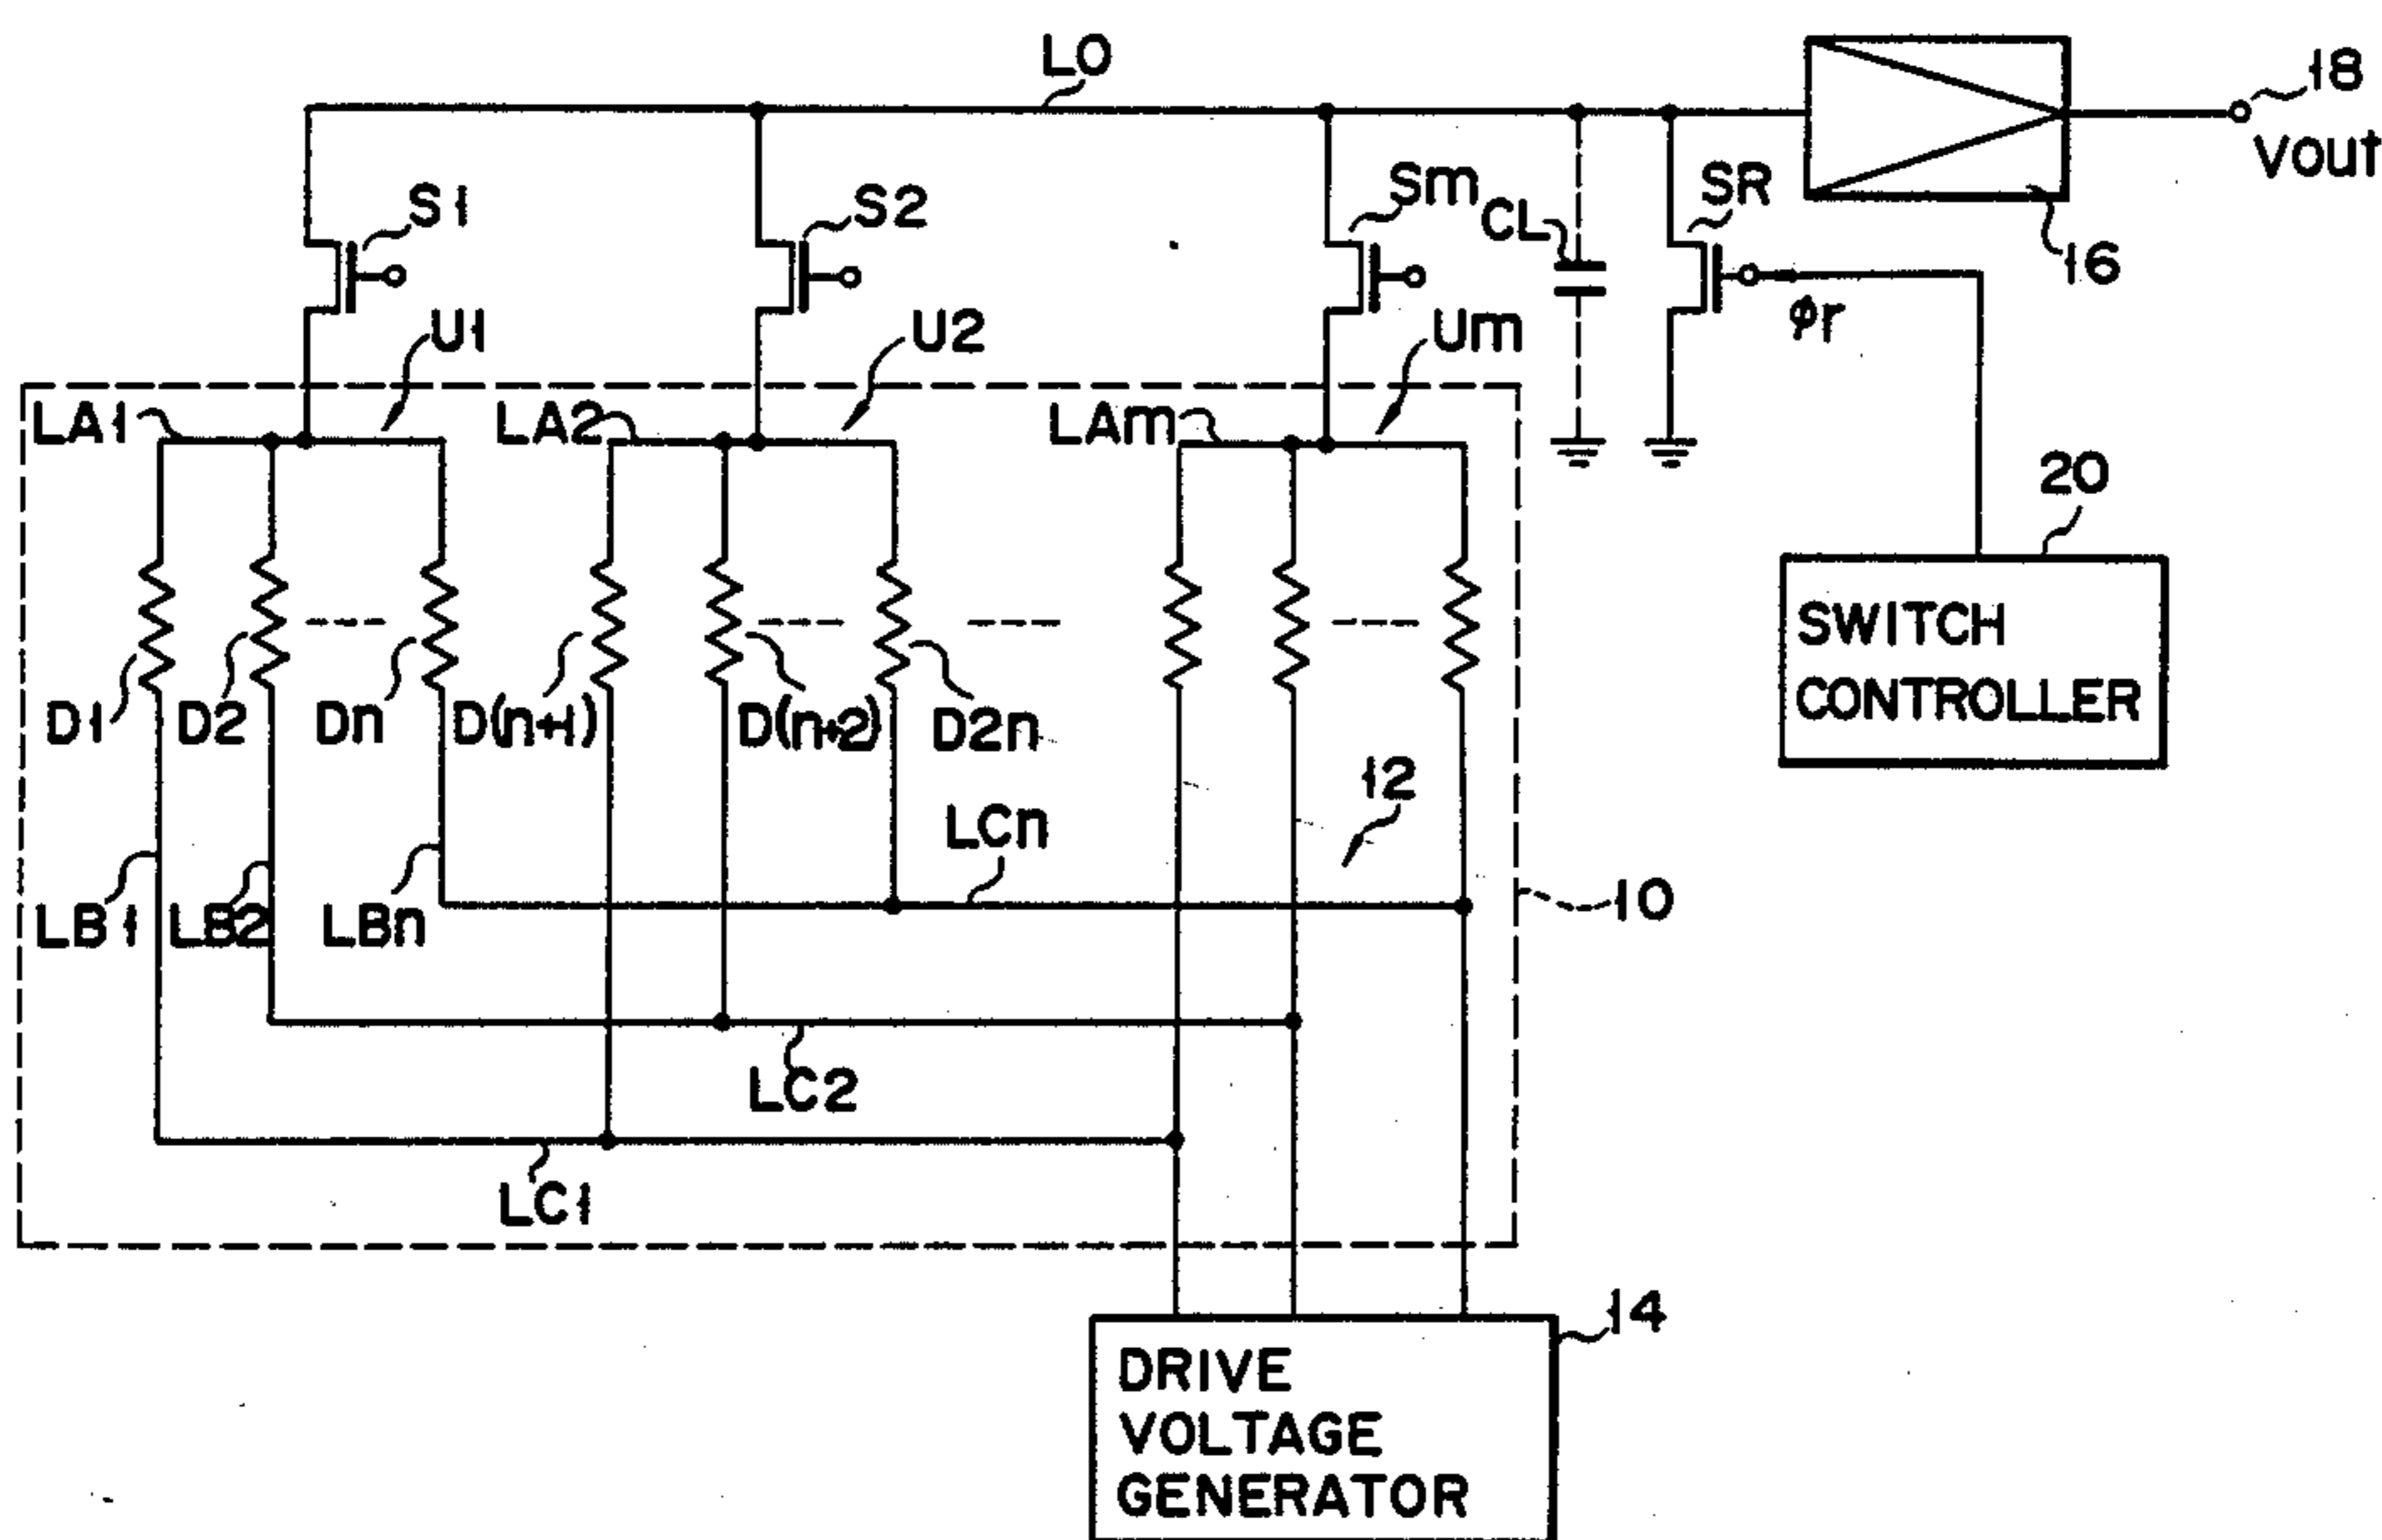 LO
18
Vout
S1
S2
Sm
CL
SR
16
U1
U2
Um
φr
LA1
LA2
LAm
20
SWITCH
CONTROLLER
D1
D2
Dn
D(n+1)
D(n+2)
D2n
12
LCn
10
LB1
LB2
LBn
LC2
LC1
14
DRIVE
VOLTAGE
GENERATOR